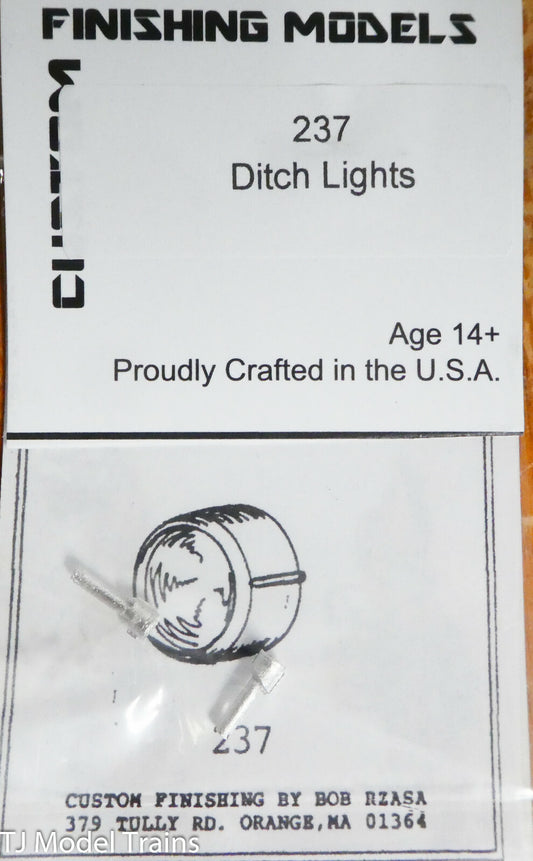 FINISHING MODELS
CUSTOM
237
Ditch Lights
Age 14+
Proudly Crafted in the U.S.A.
237
CUSTOM FINISHING BY BOB RZASA
379 TULLY RD. ORANGE,MA 01364
TJ Model Trains